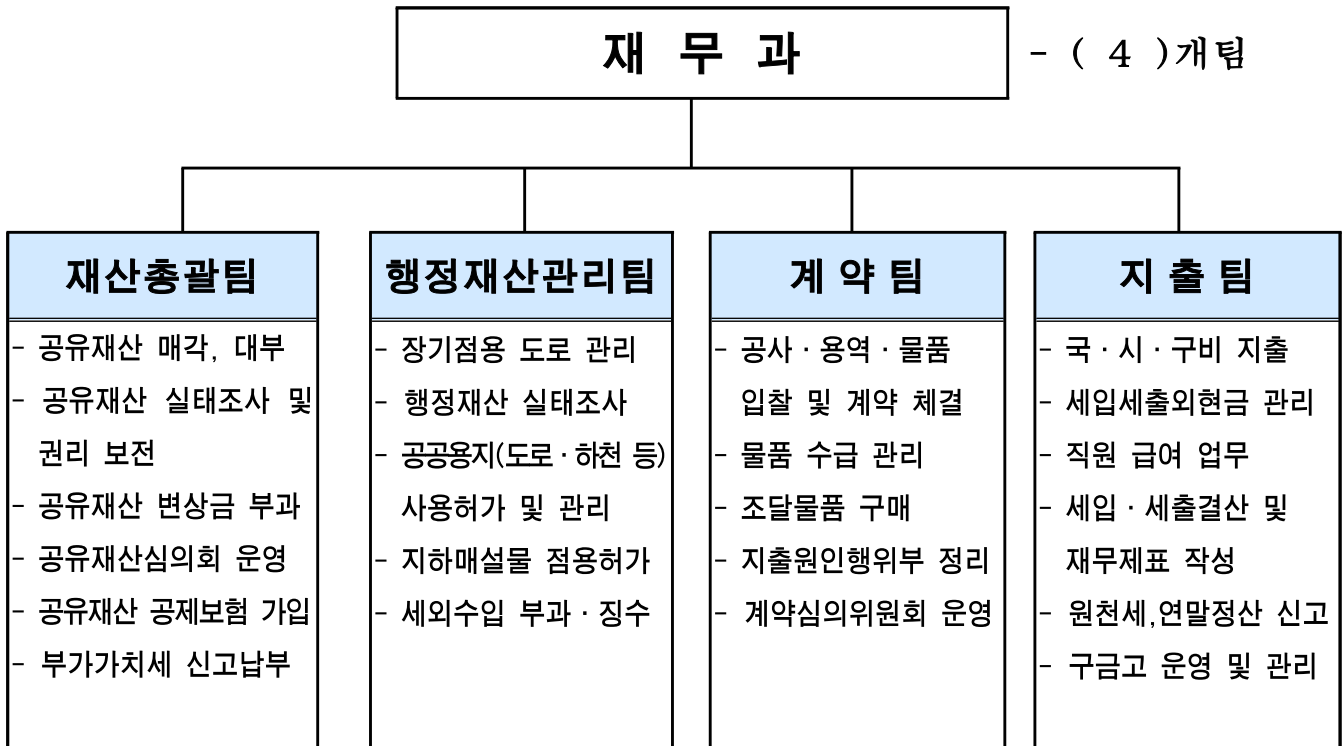 재 무 과
- ( 4 )개팀
재산총괄팀
- 공유재산 매각, 대부
- 공유재산 실태조사 및
권리 보전
- 공유재산 변상금 부과
- 공유재산심의회 운영
- 공유재산 공제보험 가입
- 부가가치세 신고납부
행정재산관리팀
- 장기점용 도로 관리
- 행정재산 실태조사
- 공공용지(도로·하천 등)
사용허가 및 관리
- 지하매설물 점용허가
- 세외수입 부과·징수
계 약 팀
- 공사·용역·물품
입찰 및 계약 체결
- 물품 수급 관리
- 조달물품 구매
- 지출원인행위부 정리
- 계약심의위원회 운영
지 출 팀
- 국·시·구비 지출
- 세입세출외현금 관리
- 직원 급여 업무
- 세입·세출결산 및
재무제표 작성
- 원천세,연말정산 신고
- 구금고 운영 및 관리